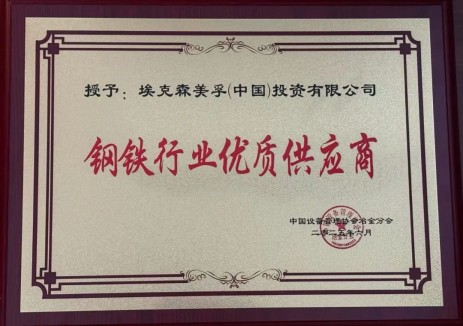 授予：埃克森美孚(中国)投资有限公司
钢铁行业优质供应商
中国设备管理协会冶金分会
二〇二五年六月